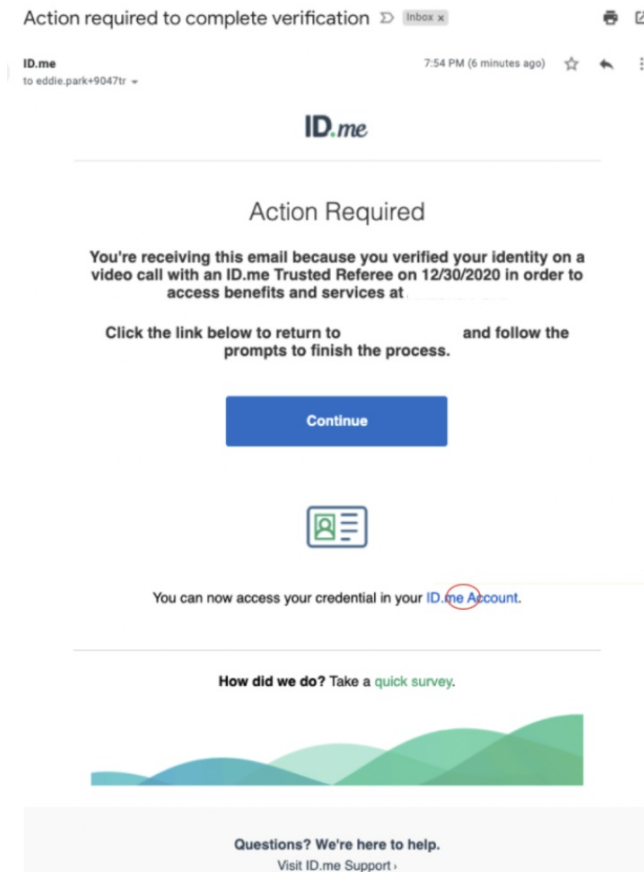 Action required to complete verification Inbox x
ID.me 7:54 PM (6 minutes ago)
to eddie.park+9047tr
ID.me
Action Required
You're receiving this email because you verified your identity on a
video call with an ID.me Trusted Referee on 12/30/2020 in order to
access benefits and services at
Click the link below to return to and follow the
prompts to finish the process.
Continue
You can now access your credential in your ID.me Account.
How did we do? Take a quick survey.
Questions? We're here to help.
Visit ID.me Support ›